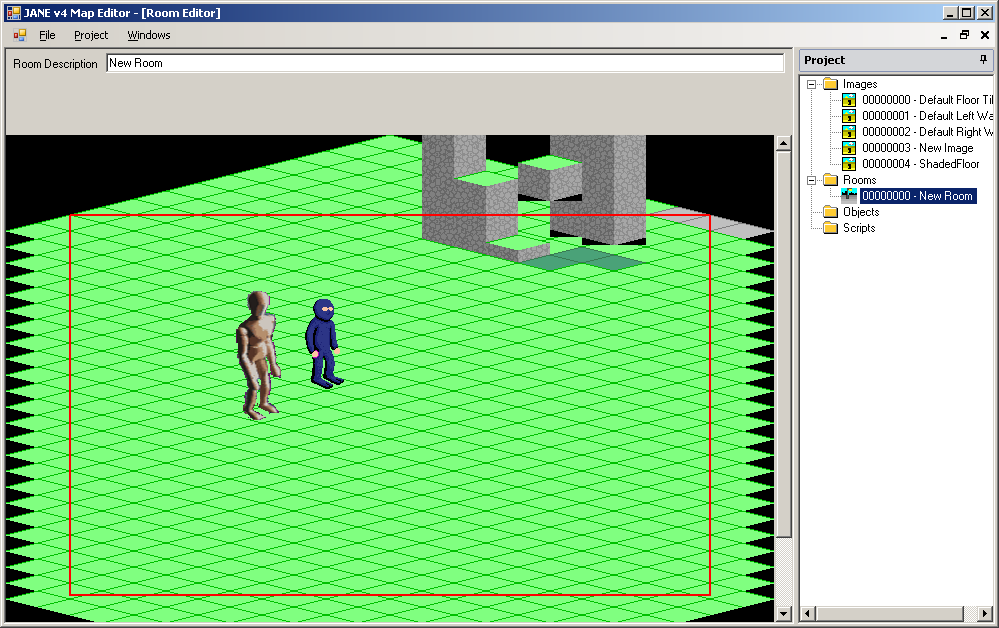 JANE v4 Map Editor - [Room Editor]
File Project Windows
Room Description New Room
Project
Images
00000000 - Default Floor Til
00000001 - Default Left Wa
00000002 - Default Right W
00000003 - New Image
00000004 - ShadedFloor
Rooms
00000000 - New Room
Objects
Scripts